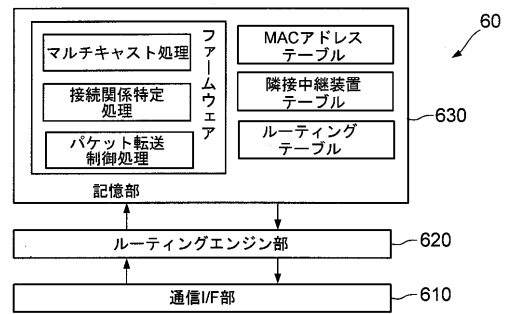 60
マルチキャスト処理
接続関係特定
処理
パケット転送
制御処理
ファームウェア
MACアドレス
テーブル
隣接中継装置
テーブル
ルーティング
テーブル
630
記憶部
ルーティングエンジン部
620
通信I/F部
610